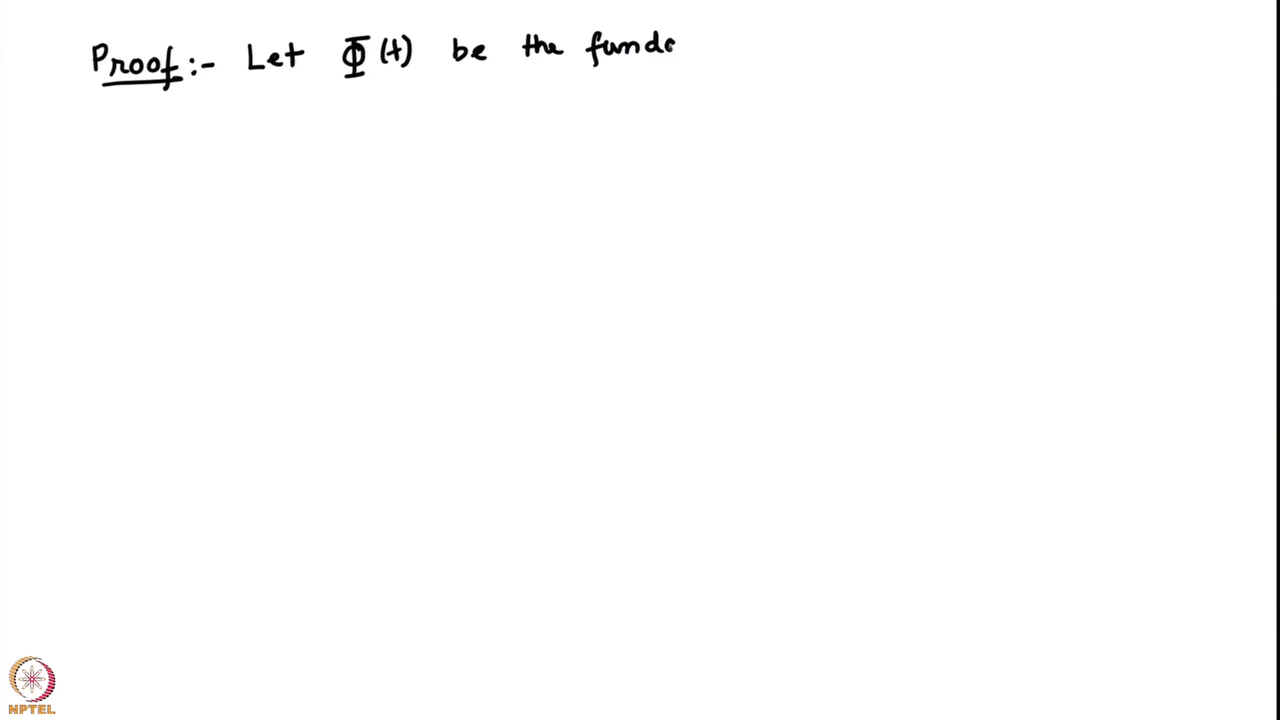 Proof:- Let Φ(t) be the funda
NPTEL